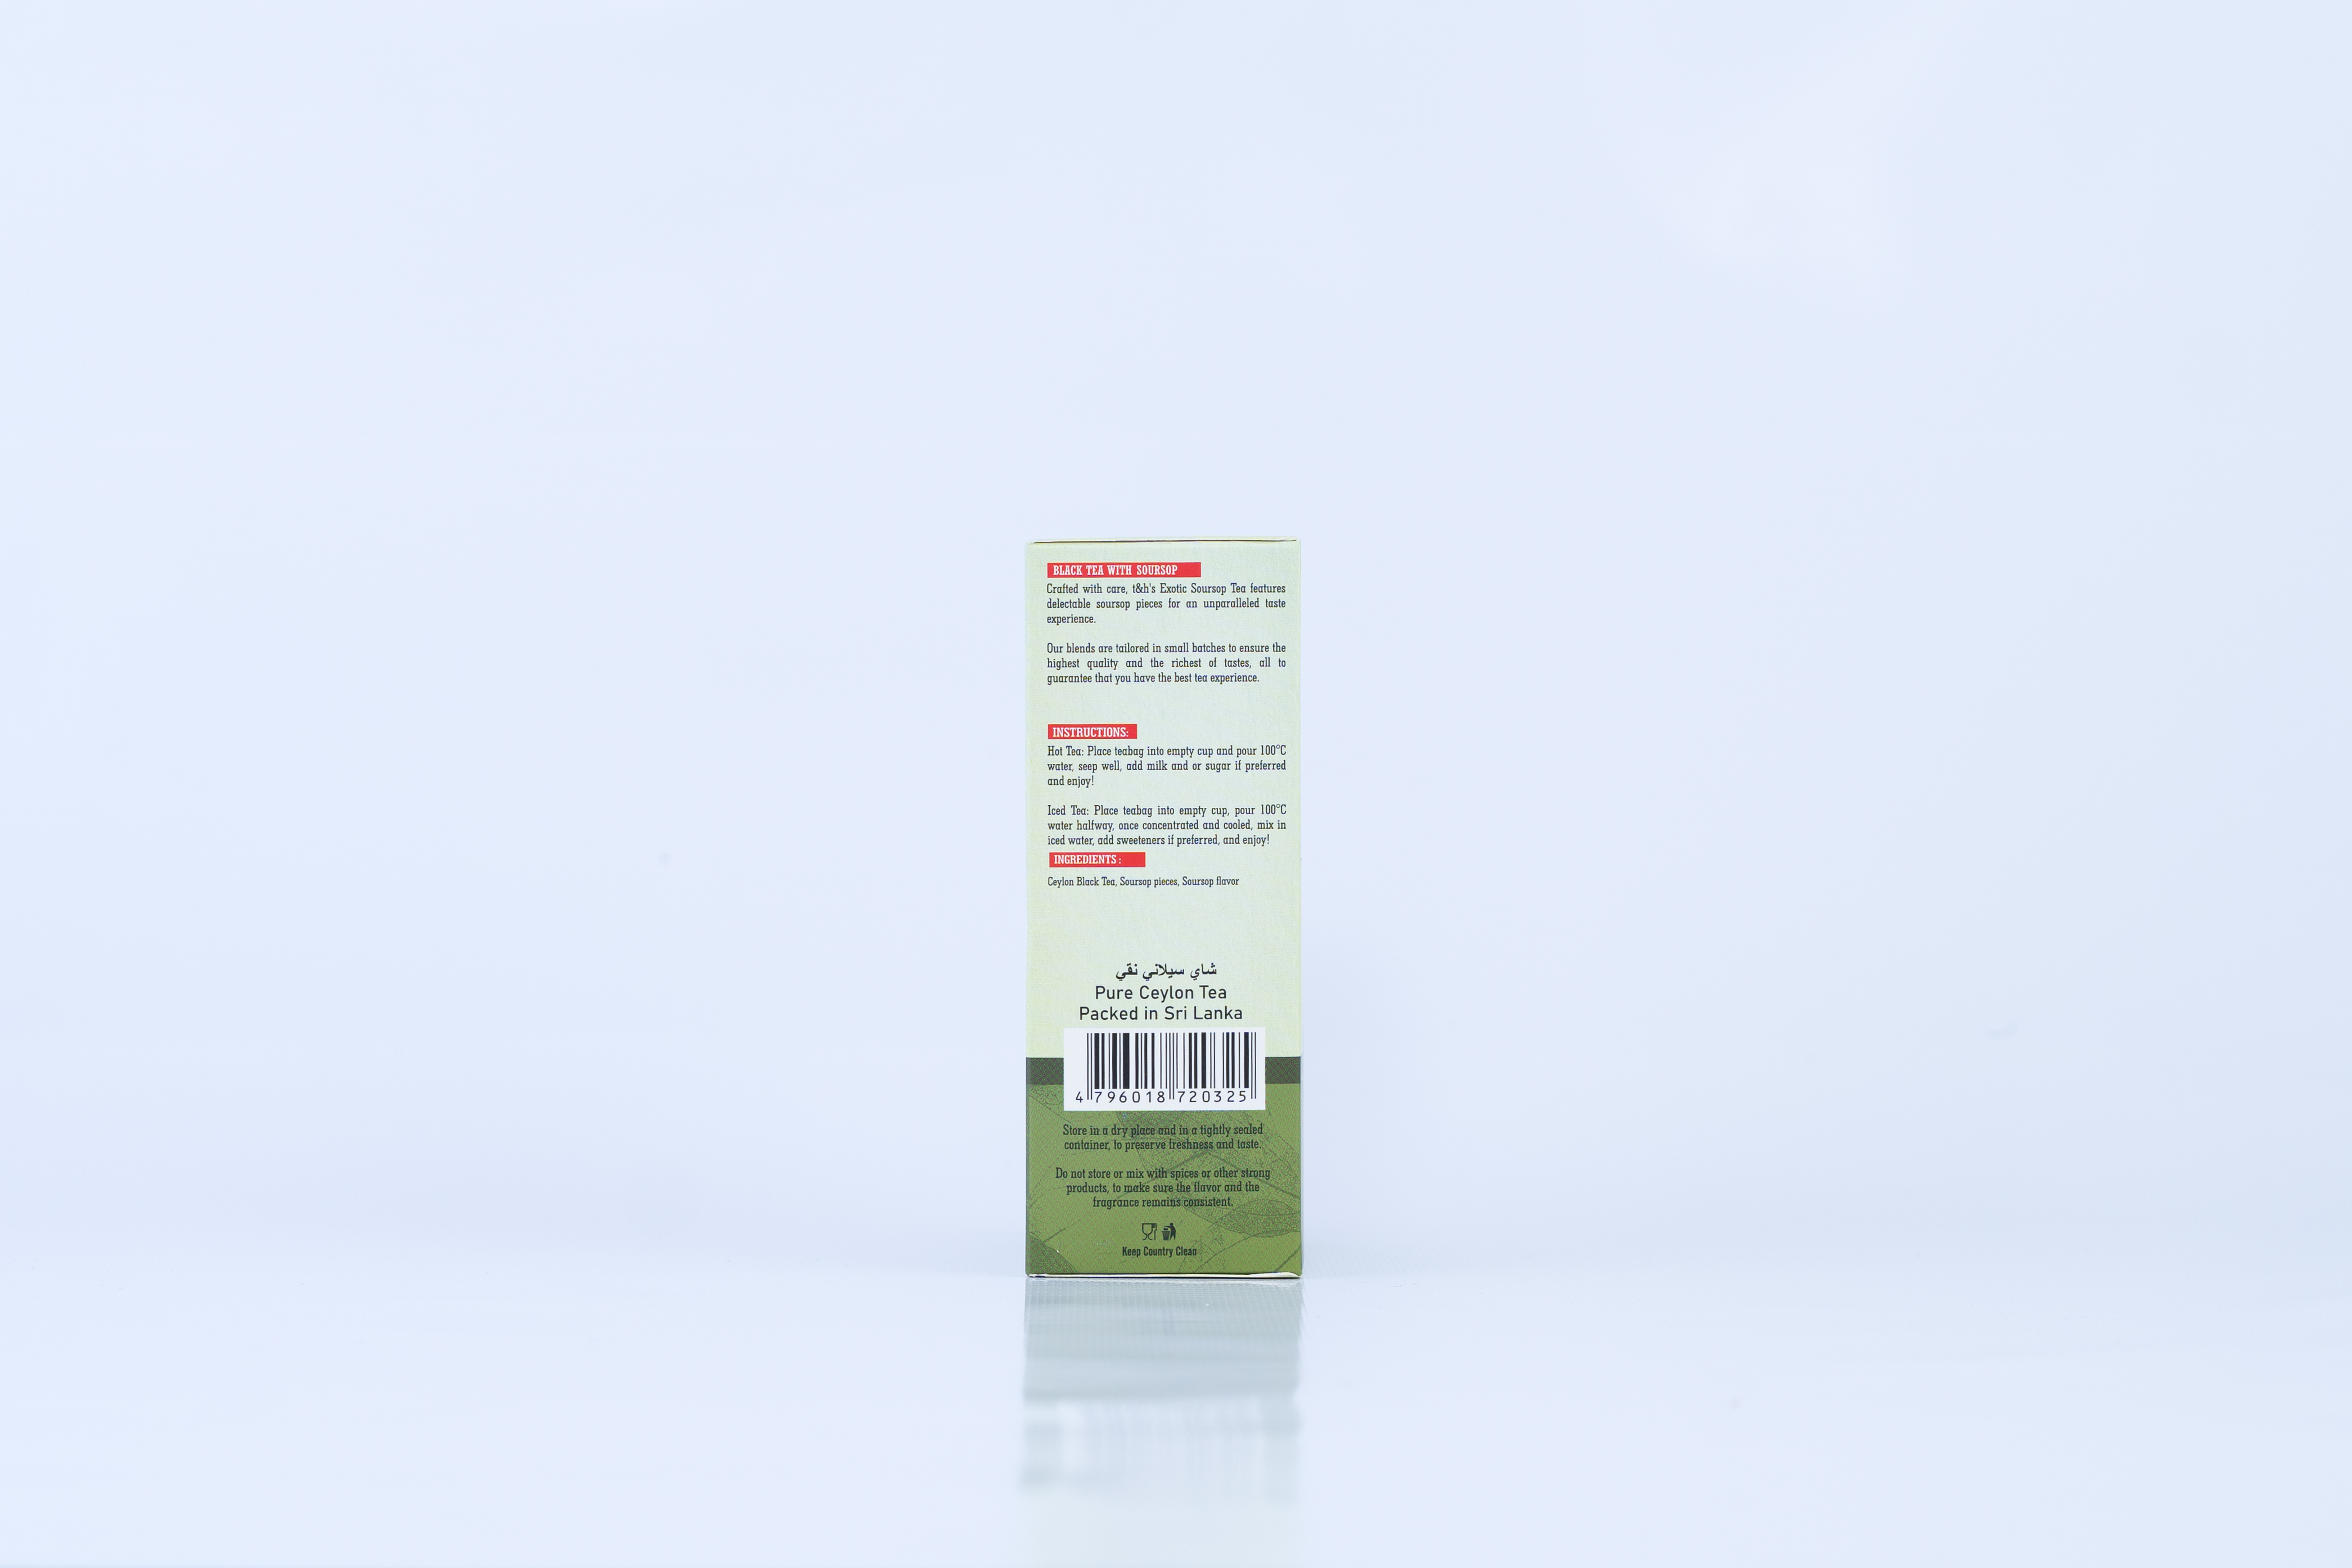 BLACK TEA WITH SOURSOP
Crafted with care, t&h's Exotic Soursop Tea features
delectable soursop pieces for an unparalleled taste
experience.
Our blends are tailored in small batches to ensure the
highest quality and the richest of tastes, all to
guarantee that you have the best tea experience.
INSTRUCTIONS:
Hot Tea: Place teabag into empty cup and pour 100°C
water, seep well, add milk and or sugar if preferred
and enjoy!
Iced Tea: Place teabag into empty cup, pour 100°C
water halfway, once concentrated and cooled, mix in
iced water, add sweeteners if preferred, and enjoy!
INGREDIENTS :
Ceylon Black Tea, Soursop pieces, Soursop flavor
شاي سيلاني نقي
Pure Ceylon Tea
Packed in Sri Lanka
4 796018 720325
Store in a dry place and in a tightly sealed
container, to preserve freshness and taste.
Do not store or mix with spices or other strong
products, to make sure the flavor and the
fragrance remains consistent.
Keep Country Clean